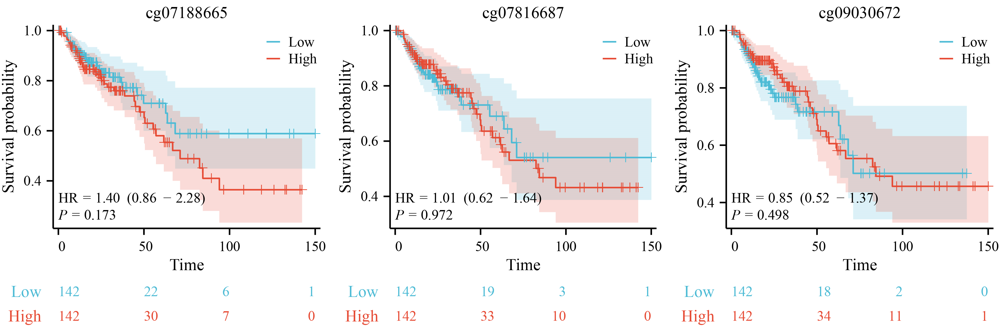 cg07188665
Survival probability
1.0
0.8
0.6
0.4
Low
High
HR = 1.40 (0.86 − 2.28)
P = 0.173
0 50 100 150
Time
Low 142 22 6 1
High 142 30 7 0
cg07816687
Survival probability
1.0
0.8
0.6
0.4
Low
High
HR = 1.01 (0.62 − 1.64)
P = 0.972
0 50 100 150
Time
Low 142 19 3 1
High 142 33 10 0
cg09030672
Survival probability
1.0
0.8
0.6
0.4
Low
High
HR = 0.85 (0.52 − 1.37)
P = 0.498
0 50 100 150
Time
Low 142 18 2 0
High 142 34 11 1